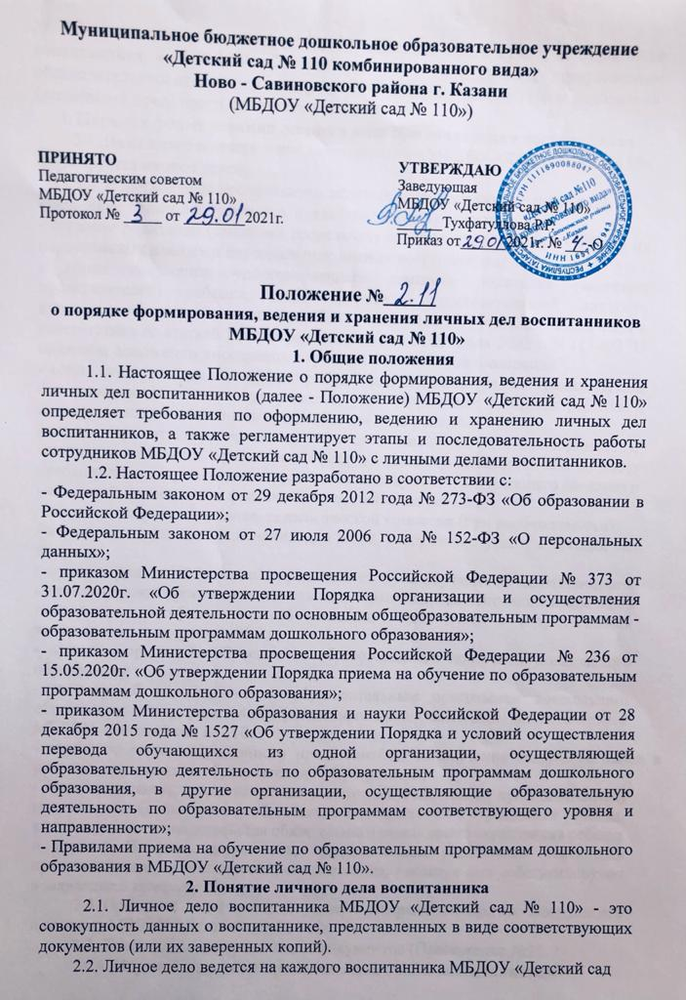 Муниципальное бюджетное дошкольное образовательное учреждение
«Детский сад № 110 комбинированного вида»
Ново - Савиновского района г. Казани
(МБДОУ «Детский сад № 110»)
ПРИНЯТО
Педагогическим советом
МБДОУ «Детский сад № 110»
Протокол № 3 от 29.01 2021г.
УТВЕРЖДАЮ
Заведующая
МБДОУ «Детский сад № 110»
Тухфатуллова Р.Р.
Приказ от 29.01 2021г. № 4-О
Положение № 2.11
о порядке формирования, ведения и хранения личных дел воспитанников
МБДОУ «Детский сад № 110»
1. Общие положения
1.1. Настоящее Положение о порядке формирования, ведения и хранения
личных дел воспитанников (далее - Положение) МБДОУ «Детский сад № 110»
определяет требования по оформлению, ведению и хранению личных дел
воспитанников, а также регламентирует этапы и последовательность работы
сотрудников МБДОУ «Детский сад № 110» с личными делами воспитанников.
1.2. Настоящее Положение разработано в соответствии с:
- Федеральным законом от 29 декабря 2012 года № 273-ФЗ «Об образовании в
Российской Федерации»;
- Федеральным законом от 27 июля 2006 года № 152-ФЗ «О персональных
данных»;
- приказом Министерства просвещения Российской Федерации № 373 от
31.07.2020г. «Об утверждении Порядка организации и осуществления
образовательной деятельности по основным общеобразовательным программам -
образовательным программам дошкольного образования»;
- приказом Министерства просвещения Российской Федерации № 236 от
15.05.2020г. «Об утверждении Порядка приема на обучение по образовательным
программам дошкольного образования»;
- приказом Министерства образования и науки Российской Федерации от 28
декабря 2015 года № 1527 «Об утверждении Порядка и условий осуществления
перевода обучающихся из одной организации, осуществляющей
образовательную деятельность по образовательным программам дошкольного
образования, в другие организации, осуществляющие образовательную
деятельность по образовательным программам соответствующего уровня и
направленности»;
- Правилами приема на обучение по образовательным программам дошкольного
образования в МБДОУ «Детский сад № 110».
2. Понятие личного дела воспитанника
2.1. Личное дело воспитанника МБДОУ «Детский сад № 110» - это
совокупность данных о воспитаннике, представленных в виде соответствующих
документов (или их заверенных копий).
2.2. Личное дело ведется на каждого воспитанника МБДОУ «Детский сад